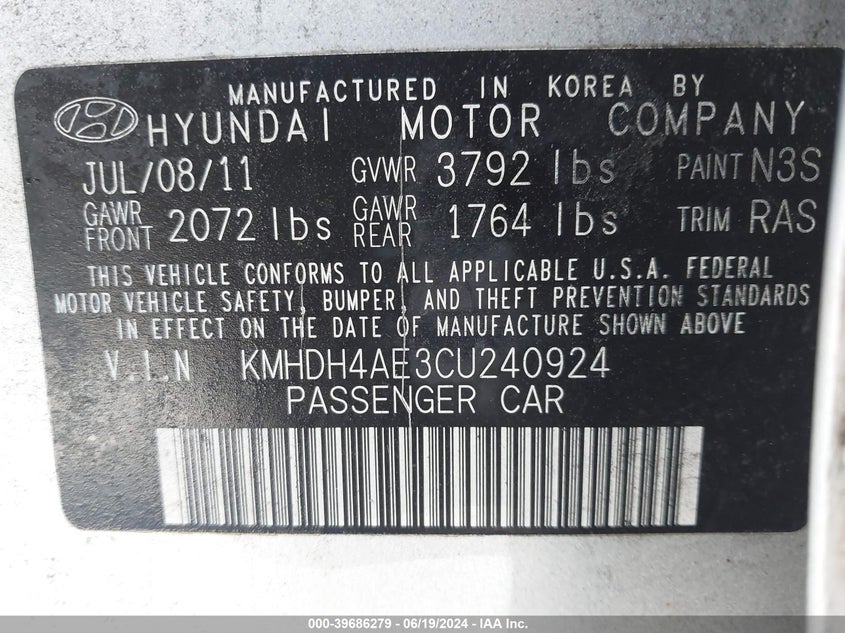 MANUFACTURED IN KOREA BY
HYUNDAI MOTOR COMPANY
JUL/08/11 GVWR 3792 lbs PAINT N3S
GAWR FRONT 2072 lbs GAWR REAR 1764 lbs TRIM RAS
THIS VEHICLE CONFORMS TO ALL APPLICABLE U.S.A. FEDERAL
MOTOR VEHICLE SAFETY, BUMPER, AND THEFT PREVENTION STANDARDS
IN EFFECT ON THE DATE OF MANUFACTURE SHOWN ABOVE
V.I.N KMHDH4AE3CU240924
PASSENGER CAR
000-39686279 - 06/19/2024 - IAA Inc.